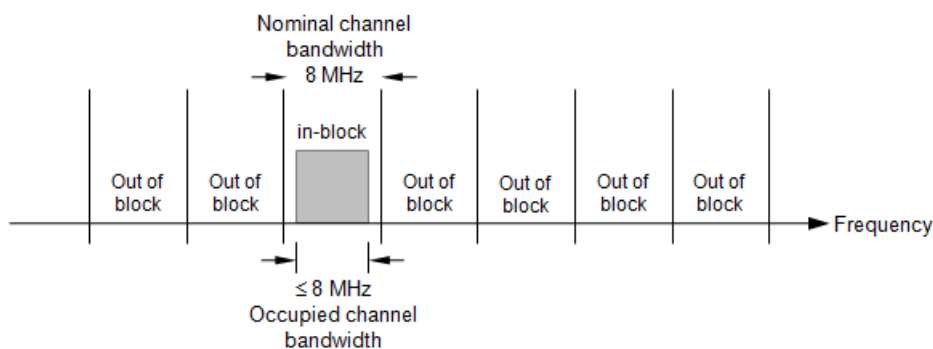 Nominal channel
bandwidth
8 MHz
in-block
Out of
block
Out of
block
Out of
block
Out of
block
Out of
block
Out of
block
Frequency
≤ 8 MHz
Occupied channel
bandwidth